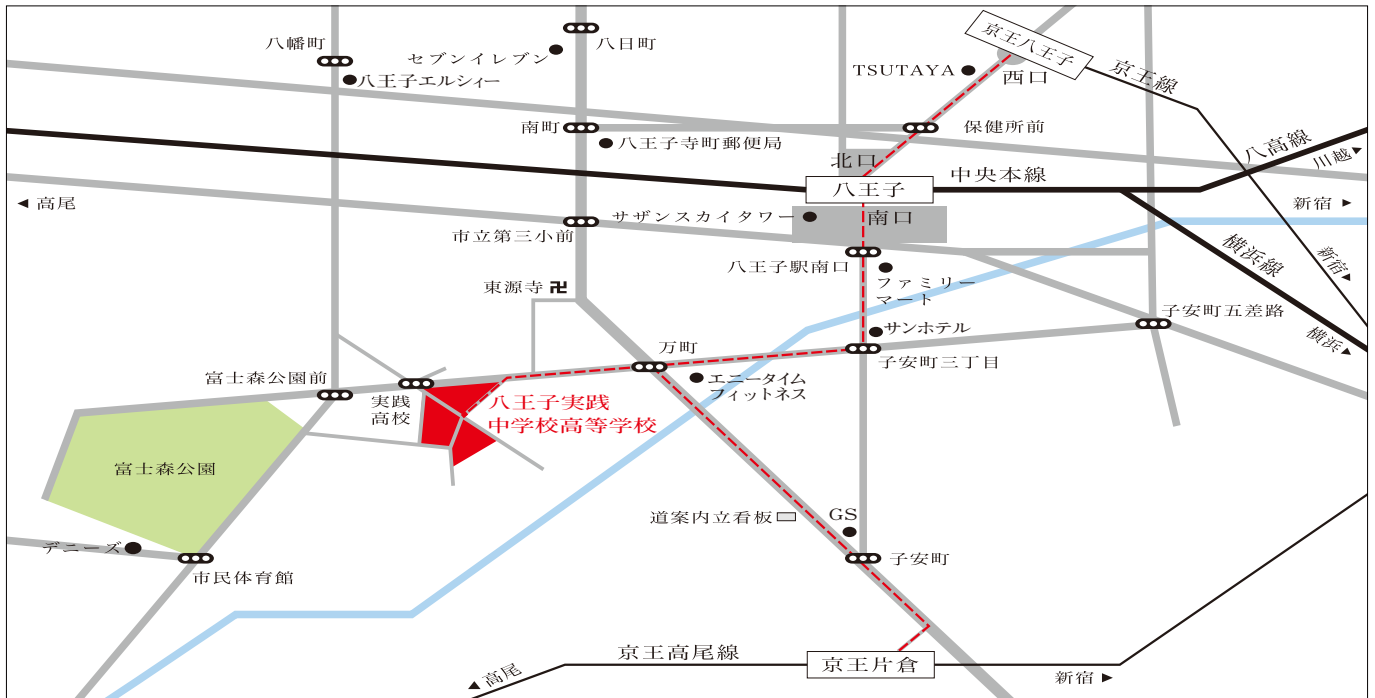 八幡町
八日町
セブンイレブン
八王子エルシィー
TSUTAYA
京王八王子
西口
京王線
南町
八王子寺町郵便局
保健所前
北口
八王子
中央本線
八高線
川越
高尾
サザンスカイタワー
南口
新宿
市立第三小前
八王子駅南口
ファミリー
マート
横浜線
新宿
東源寺
サンホテル
子安町五差路
横浜
万町
子安町三丁目
富士森公園前
エニータイム
フィットネス
実践
高校
八王子実践
中学校高等学校
富士森公園
道案内立看板
GS
デニーズ
市民体育館
子安町
京王高尾線
京王片倉
高尾
新宿